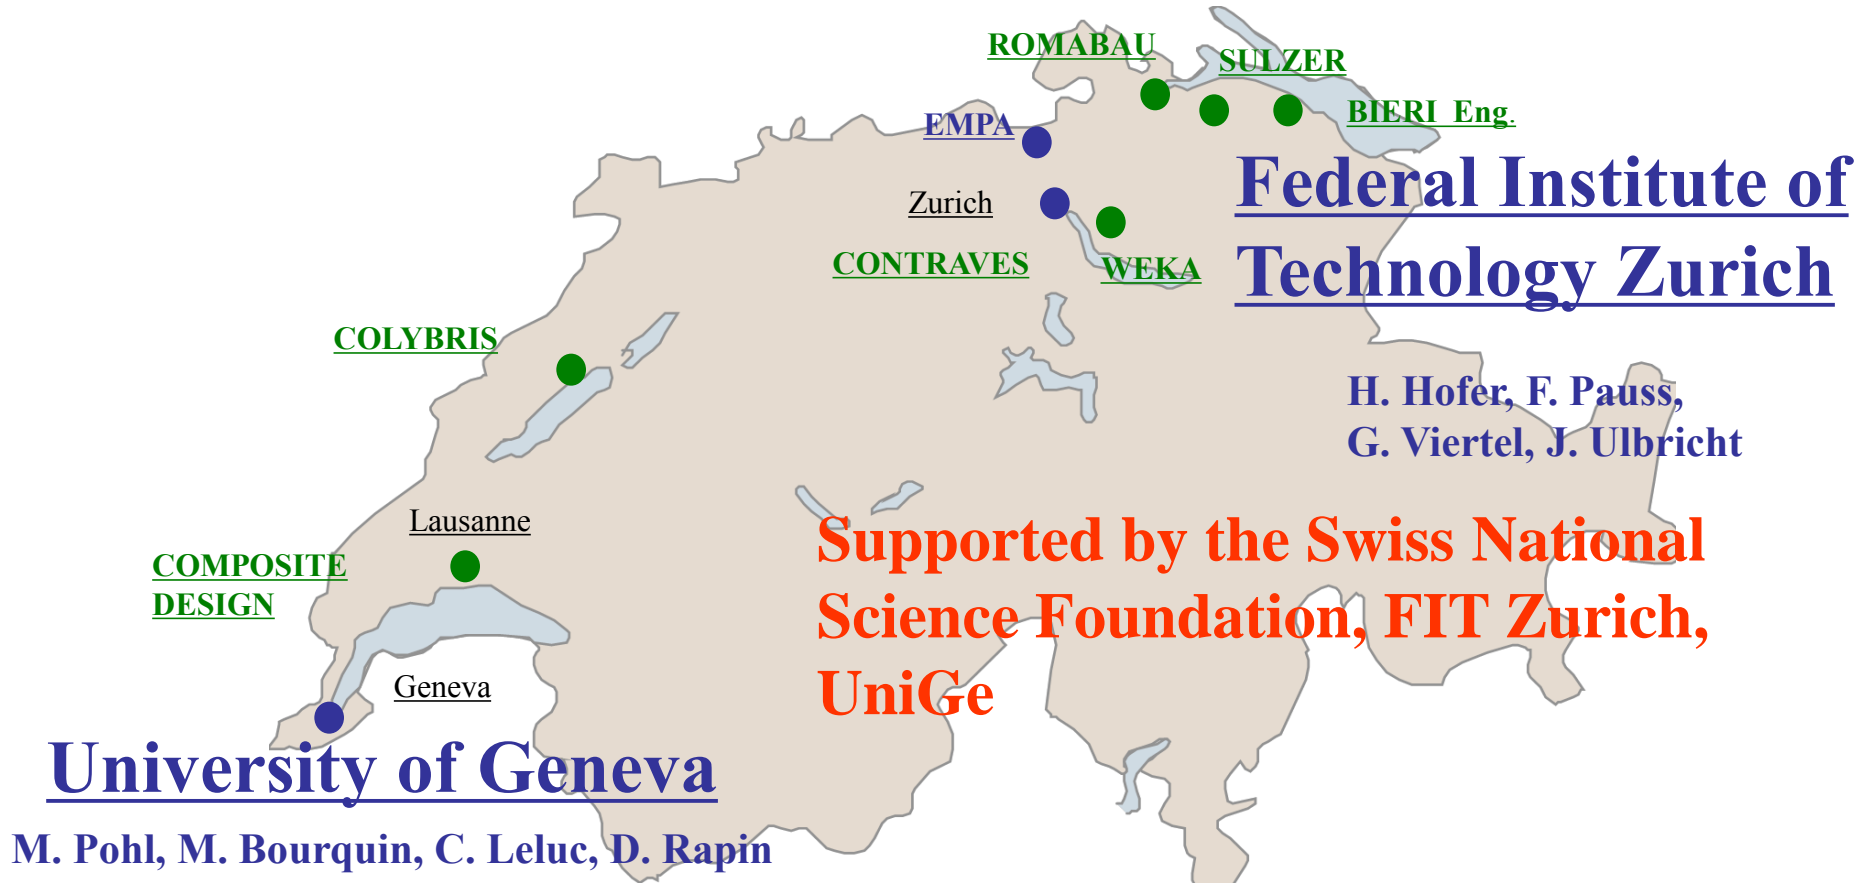 ROMABAU
SULZER
BIERI Eng.
EMPA
Federal Institute of
Technology Zurich
Zurich
CONTRAVES
WEKA
COLYBRIS
H. Hofer, F. Pauss,
G. Viertel, J. Ulbricht
Lausanne
COMPOSITE
DESIGN
Supported by the Swiss National
Science Foundation, FIT Zurich,
UniGe
Geneva
University of Geneva
M. Pohl, M. Bourquin, C. Leluc, D. Rapin